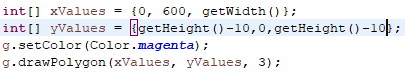 int[] xValues = {0, 600, getWidth()};
int[] yValues = {getHeight()-10,0,getHeight()-10};
g.setColor(Color.magenta);
g.drawPolygon(xValues, yValues, 3);